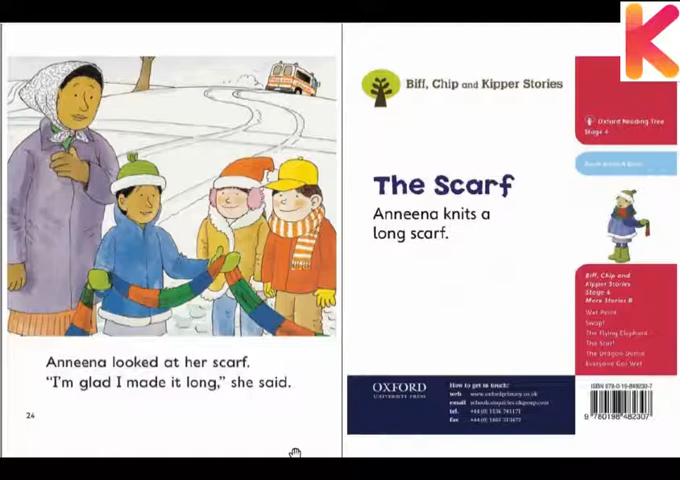 K
Anneena looked at her scarf.
"I'm glad I made it long," she said.
24
Biff, Chip and Kipper Stories
The Scarf
Anneena knits a
long scarf.
Oxford Reading Tree
Stage 4
Biff, Chip and
Kipper Stories
Stage 4
More Stories B
Wet Paint
Swap!
The Flying Elephant
The Scarf
The Dragon Dance
Everyone Got Wet
OXFORD
UNIVERSITY PRESS
How to get in touch:
web
email
tel.
fax